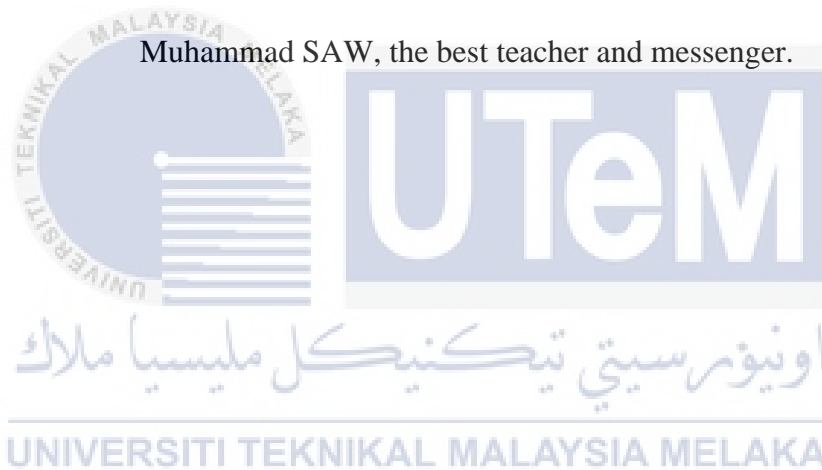 Muhammad SAW, the best teacher and messenger.
UNIVERSITI TEKNIKAL MALAYSIA MELAKA
UTeM
اونيۏرسيتي تيكنيكل مليسيا ملاك
UNIVERSITI TEKNIKAL MALAYSIA MELAKA